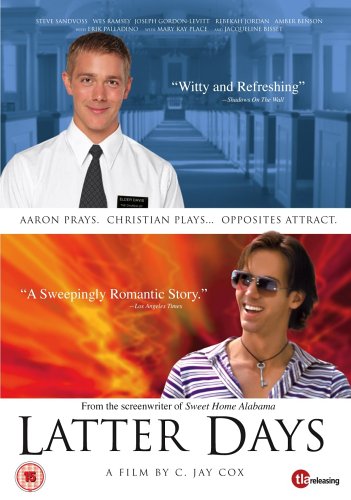 STEVE SANDVOSS WES RAMSEY JOSEPH GORDON-LEVITT REBEKAH JORDAN AMBER BENSON
WITH ERIK PALLADINO WITH MARY KAY PLACE AND JACQUELINE BISSET
“Witty and Refreshing”
—Shadows On The Wall
ELDER DAVIS
AARON PRAYS. CHRISTIAN PLAYS... OPPOSITES ATTRACT.
“A Sweepingly Romantic Story.”
—Los Angeles Times
From the screenwriter of Sweet Home Alabama
LATTER DAYS
A FILM BY C. JAY COX
15
tla releasing